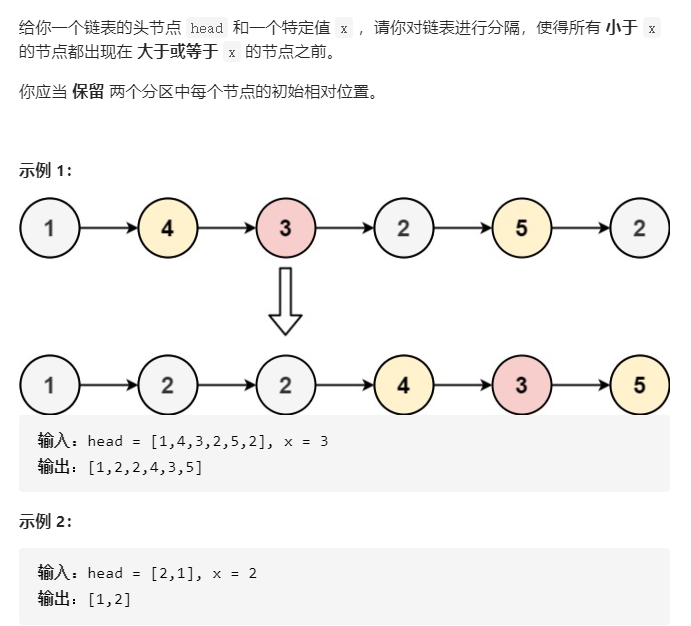 给你一个链表的头节点 head 和一个特定值 x ，请你对链表进行分隔，使得所有 小于 x
的节点都出现在 大于或等于 x 的节点之前。
你应当 保留 两个分区中每个节点的初始相对位置。
示例 1：
1 4 3 2 5 2
1 2 2 4 3 5
输入：head = [1,4,3,2,5,2], x = 3
输出：[1,2,2,4,3,5]
示例 2：
输入：head = [2,1], x = 2
输出：[1,2]